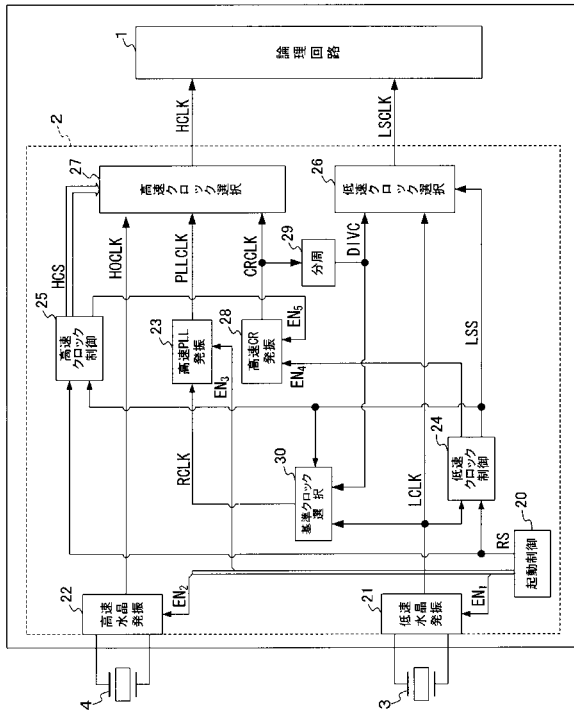 1
論理回路
2
HCLK
LSCLK
27
高速クロック選択
26
低速クロック選択
HCS
HOCLK
PLLCLK
CRCLK
29
分周
DIVC
LSS
25
高速クロック
制御
23
高速PLL
発振
28
高速CR
発振
EN5
EN3
EN4
RCLK
30
基準クロック
選択
LCLK
24
低速クロック
制御
RS
20
起動制御
22
高速
水晶
発振
EN2
21
低速
水晶
発振
EN1
4
3